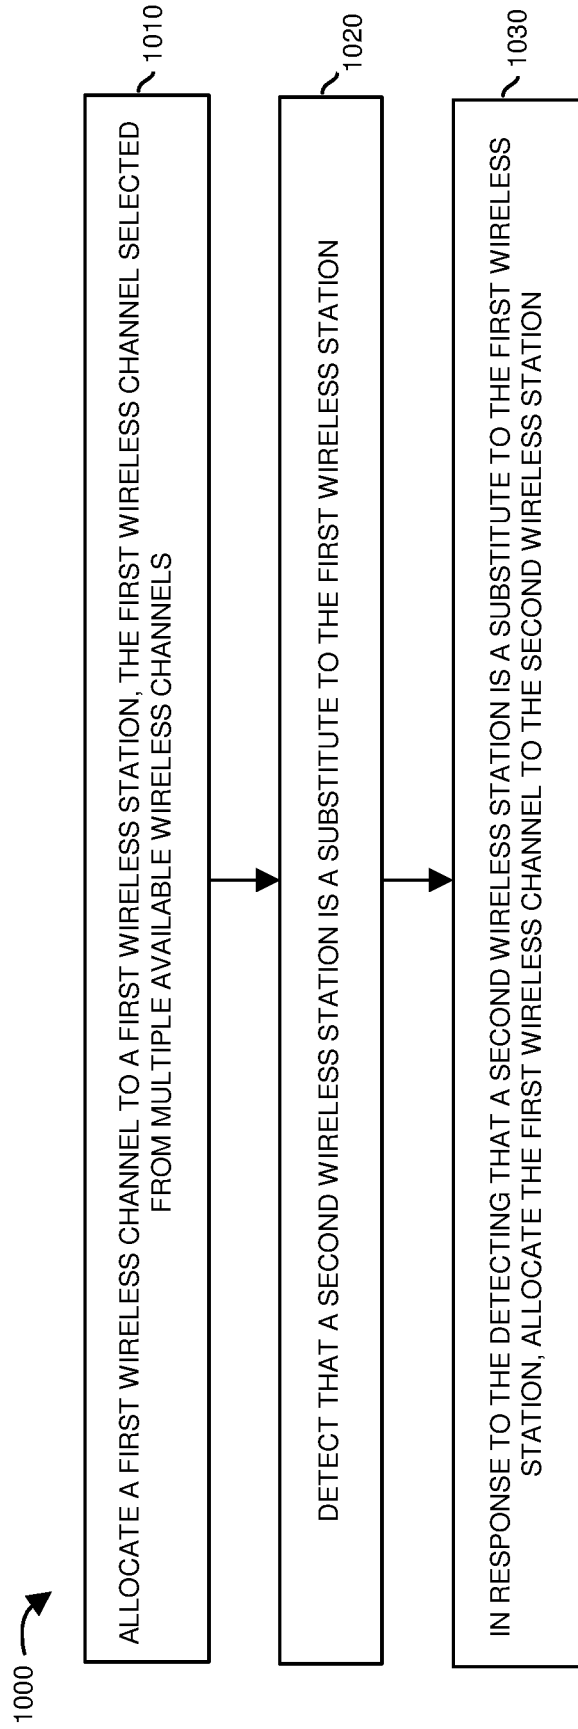 1000
ALLOCATE A FIRST WIRELESS CHANNEL TO A FIRST WIRELESS STATION, THE FIRST WIRELESS CHANNEL SELECTED
FROM MULTIPLE AVAILABLE WIRELESS CHANNELS
1010
DETECT THAT A SECOND WIRELESS STATION IS A SUBSTITUTE TO THE FIRST WIRELESS STATION
1020
IN RESPONSE TO THE DETECTING THAT A SECOND WIRELESS STATION IS A SUBSTITUTE TO THE FIRST WIRELESS
STATION, ALLOCATE THE FIRST WIRELESS CHANNEL TO THE SECOND WIRELESS STATION
1030